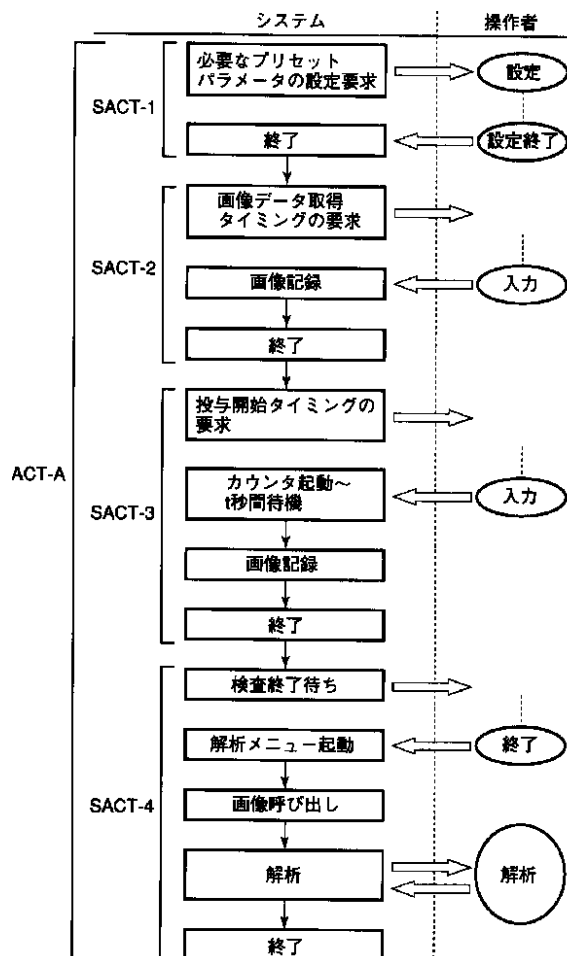 システム
操作者
ACT-A
SACT-1
必要なプリセット
パラメータの設定要求
設定
終了
設定終了
SACT-2
画像データ取得
タイミングの要求
画像記録
入力
終了
SACT-3
投与開始タイミングの
要求
カウンタ起動～
t秒間待機
入力
画像記録
終了
SACT-4
検査終了待ち
解析メニュー起動
終了
画像呼び出し
解析
解析
終了